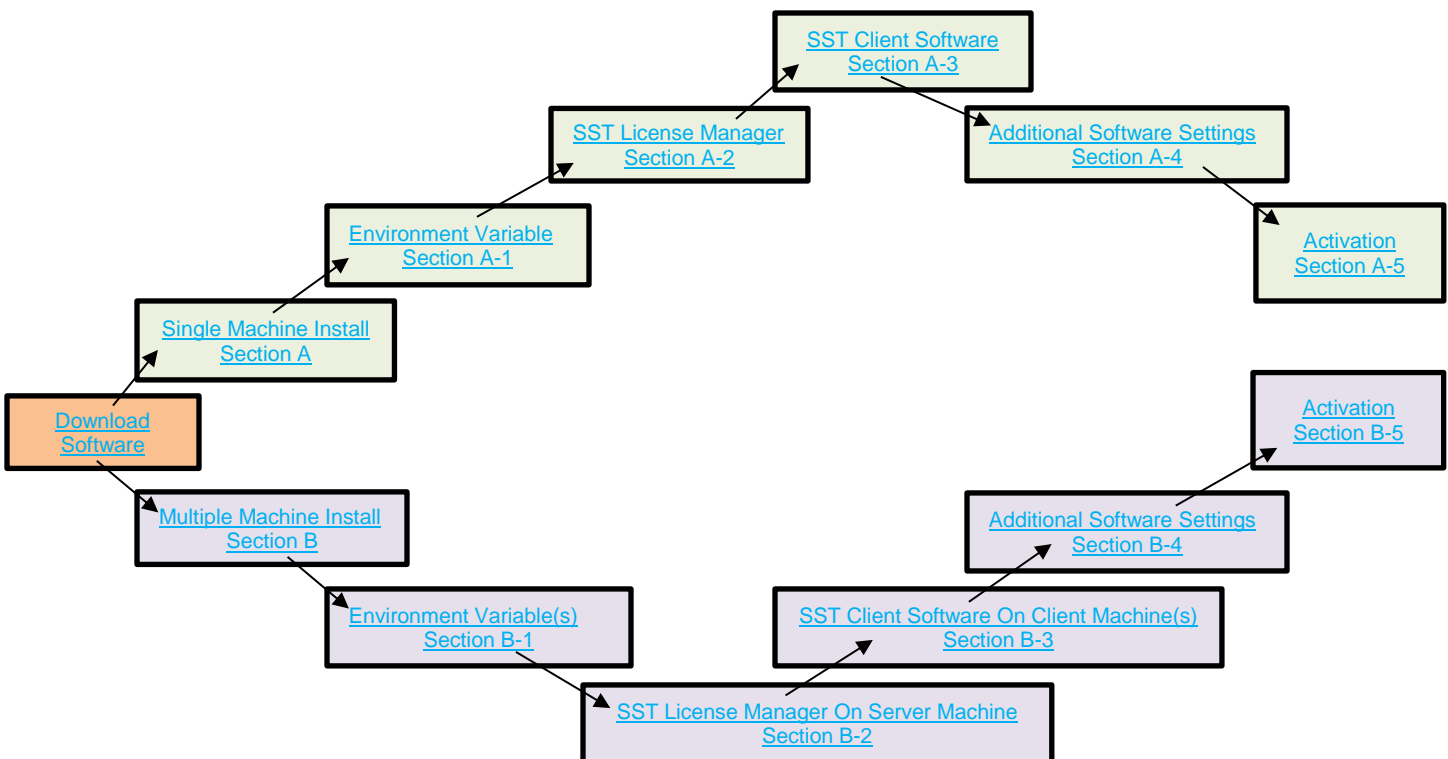 SST Client Software
Section A-3
SST License Manager
Section A-2
Additional Software Settings
Section A-4
Environment Variable
Section A-1
Activation
Section A-5
Single Machine Install
Section A
Download
Software
Activation
Section B-5
Multiple Machine Install
Section B
Additional Software Settings
Section B-4
Environment Variable(s)
Section B-1
SST Client Software On Client Machine(s)
Section B-3
SST License Manager On Server Machine
Section B-2